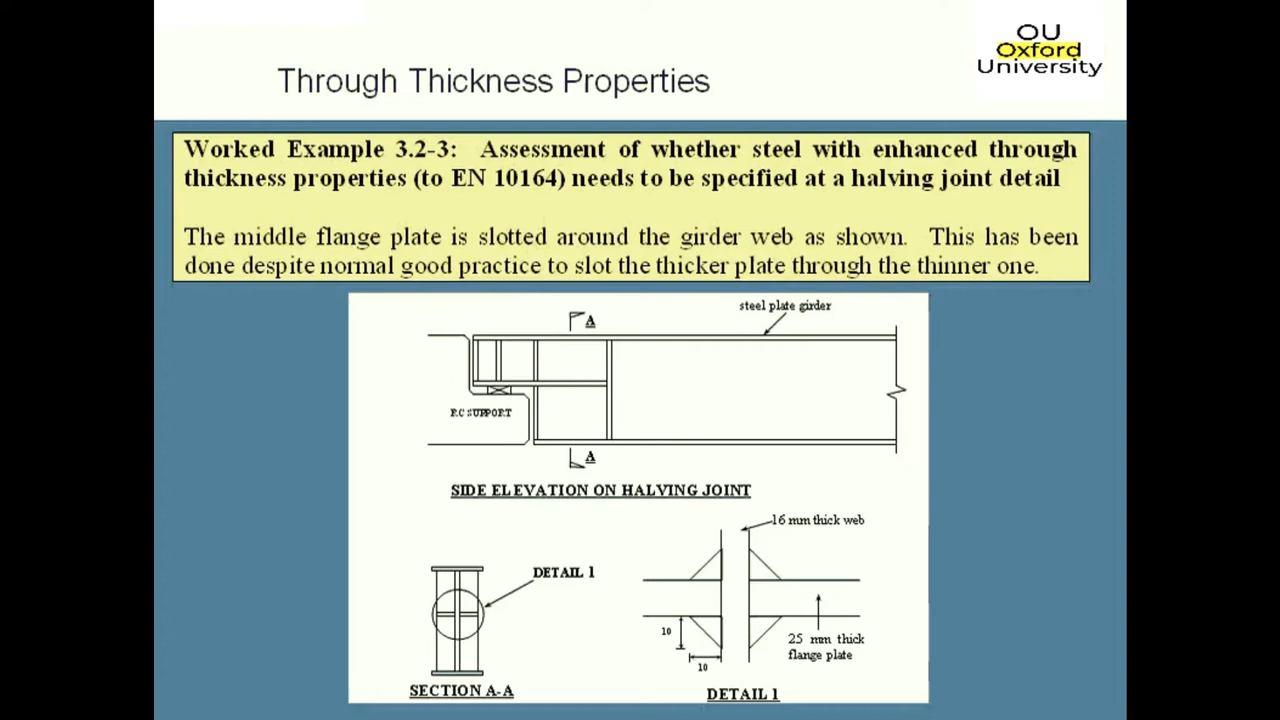 OU
Oxford
University
Through Thickness Properties
Worked Example 3.2-3: Assessment of whether steel with enhanced through
thickness properties (to EN 10164) needs to be specified at a halving joint detail
The middle flange plate is slotted around the girder web as shown. This has been
done despite normal good practice to slot the thicker plate through the thinner one.
steel plate girder
A
RC SUPPORT
A
SIDE ELEVATION ON HALVING JOINT
16 mm thick web
DETAIL 1
10
25 mm thick
flange plate
10
SECTION A-A
DETAIL 1